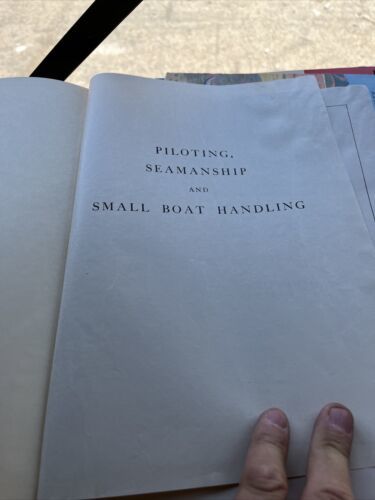 PILOTING,
SEAMANSHIP
AND
SMALL BOAT HANDLING